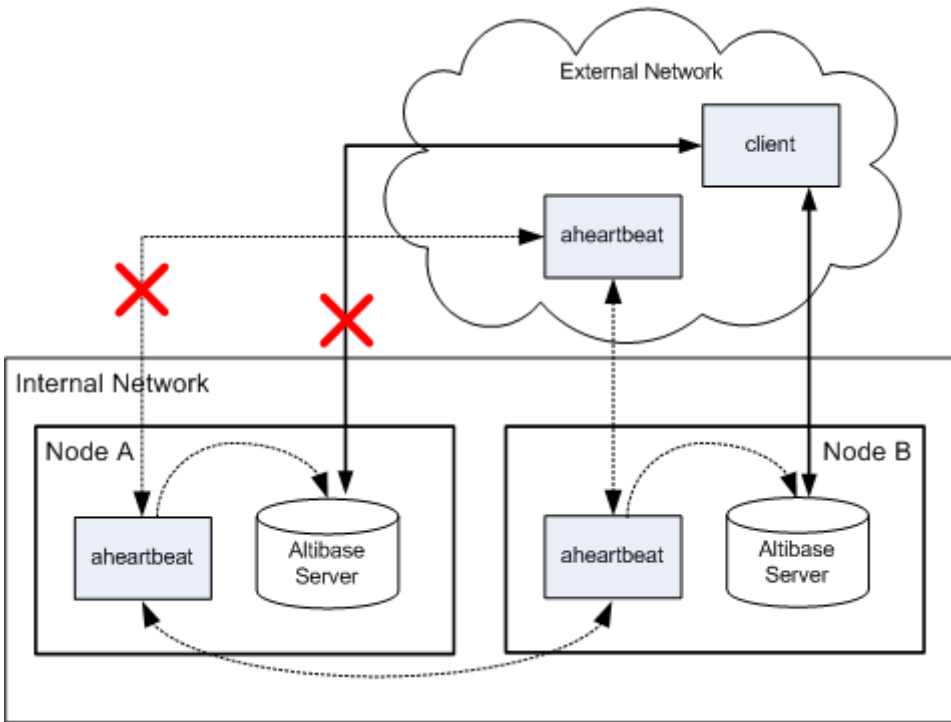 External Network
client
aheartbeat
Internal Network
Node A
Node B
aheartbeat
Altibase
Server
aheartbeat
Altibase
Server